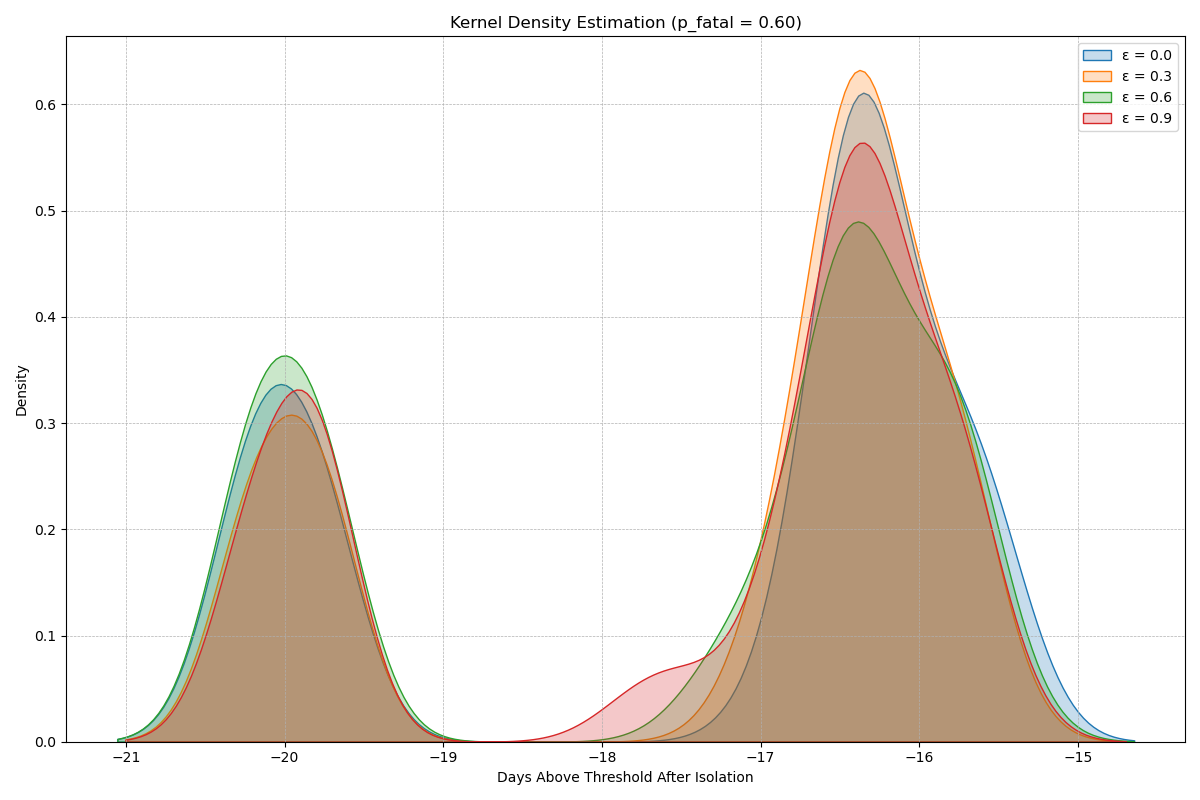 Kernel Density Estimation (p_fatal = 0.60)
ε = 0.0
ε = 0.3
ε = 0.6
ε = 0.9
Density
0.6
0.5
0.4
0.3
0.2
0.1
0.0
−21 −20 −19 −18 −17 −16 −15
Days Above Threshold After Isolation